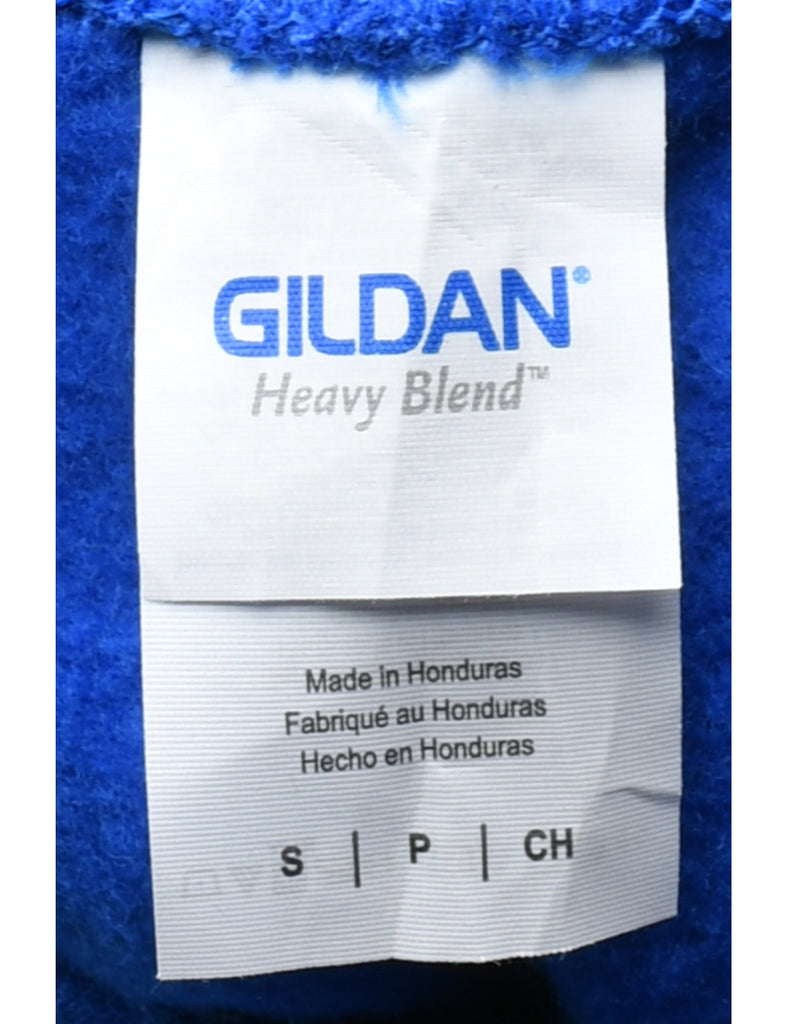 GILDAN®
Heavy Blend™
Made in Honduras
Fabriqué au Honduras
Hecho en Honduras
S | P | CH